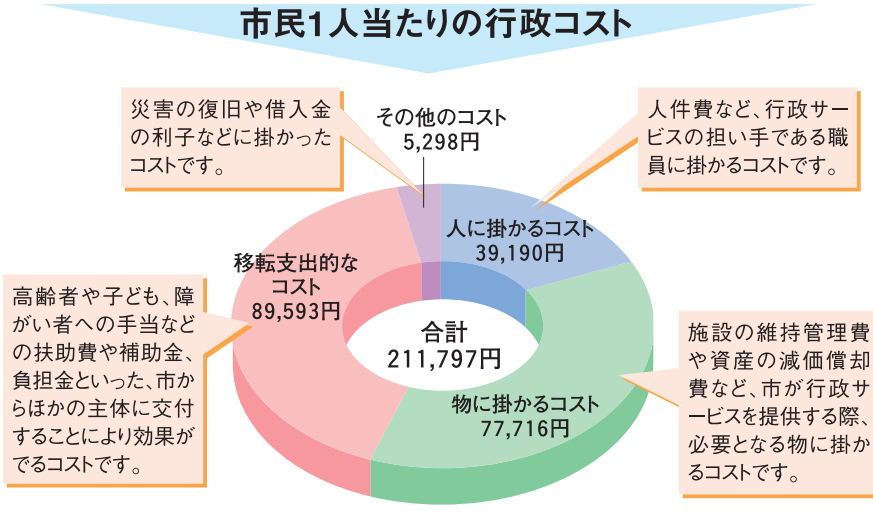 市民1人当たりの行政コスト
災害の復旧や借入金
の利子などに掛かった
コストです。
その他のコスト
5,298円
人件費など、行政サー
ビスの担い手である職
員に掛かるコストです。
人に掛かるコスト
39,190円
移転支出的な
コスト
89,593円
高齢者や子ども、障
がい者への手当など
の扶助費や補助金、
負担金といった、市か
らほかの主体に交付
することにより効果が
でるコストです。
合計
211,797円
物に掛かるコスト
77,716円
施設の維持管理費
や資産の減価償却
費など、市が行政サ
ービスを提供する際、
必要となる物に掛か
るコストです。